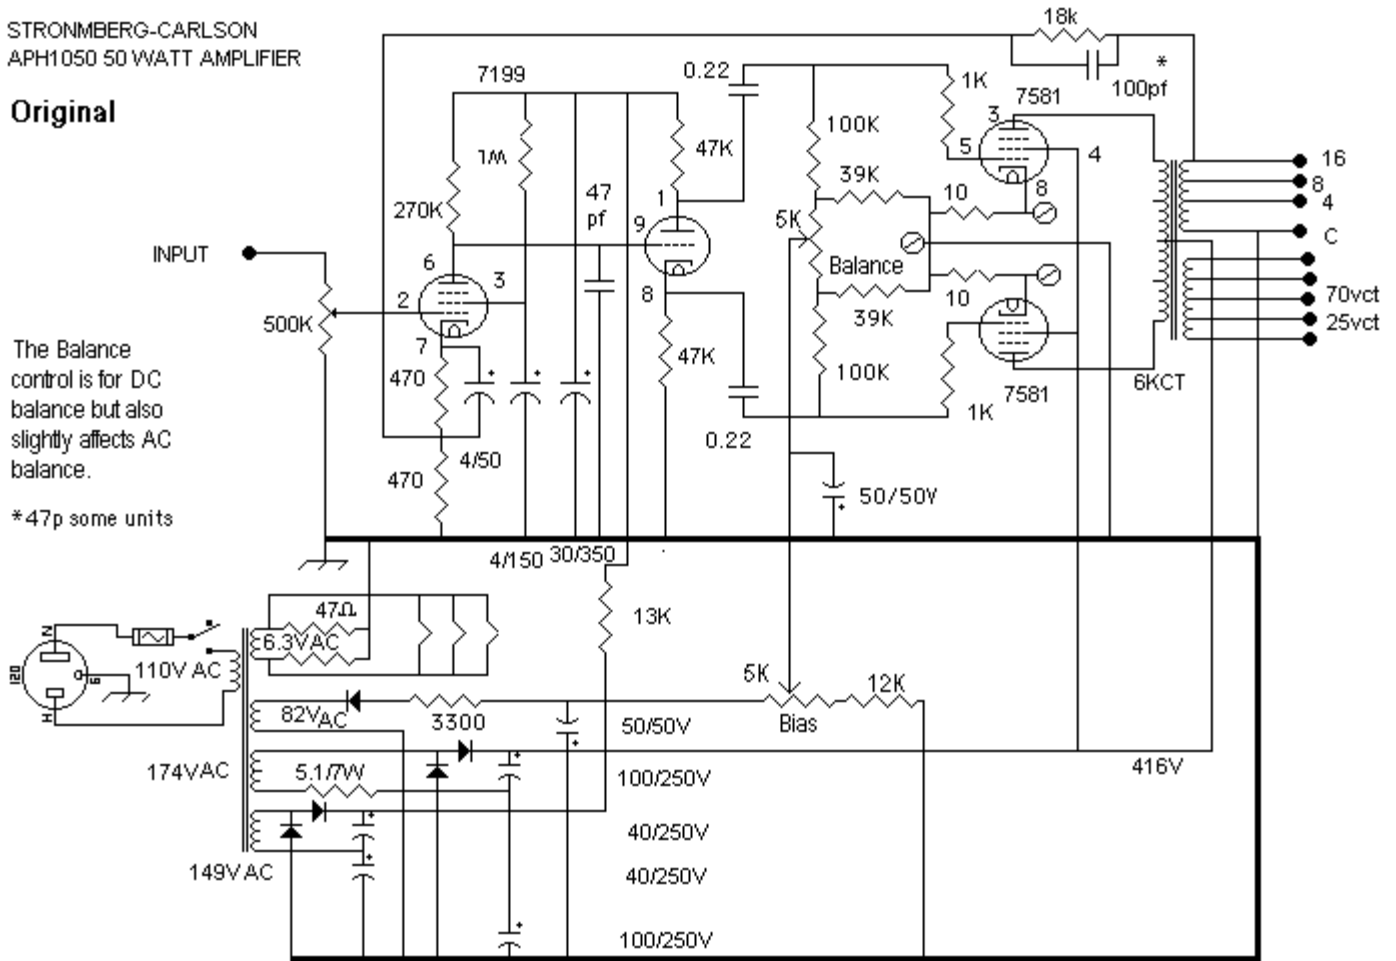 STRONMBERG-CARLSON
APH1050 50 WATT AMPLIFIER
Original
18k
*
100pf
7199
0.22
1K
7581
3
5
4
100K
47K
1M
47
pf
39K
10
8
16
8
4
C
270K
1
9
5K
INPUT
6
3
2
8
Balance
10
70vct
25vct
500K
39K
7
47K
100K
7581
6KCT
1K
The Balance
control is for DC
balance but also
slightly affects AC
balance.
470
4/50
0.22
470
50/50V
*47p some units
4/150
30/350
47Ω
13K
N
6.3VAC
120
G
110V AC
H
5K
12K
82VAC
3300
50/50V
Bias
174VAC
5.1/7W
100/250V
416V
40/250V
149VAC
40/250V
100/250V